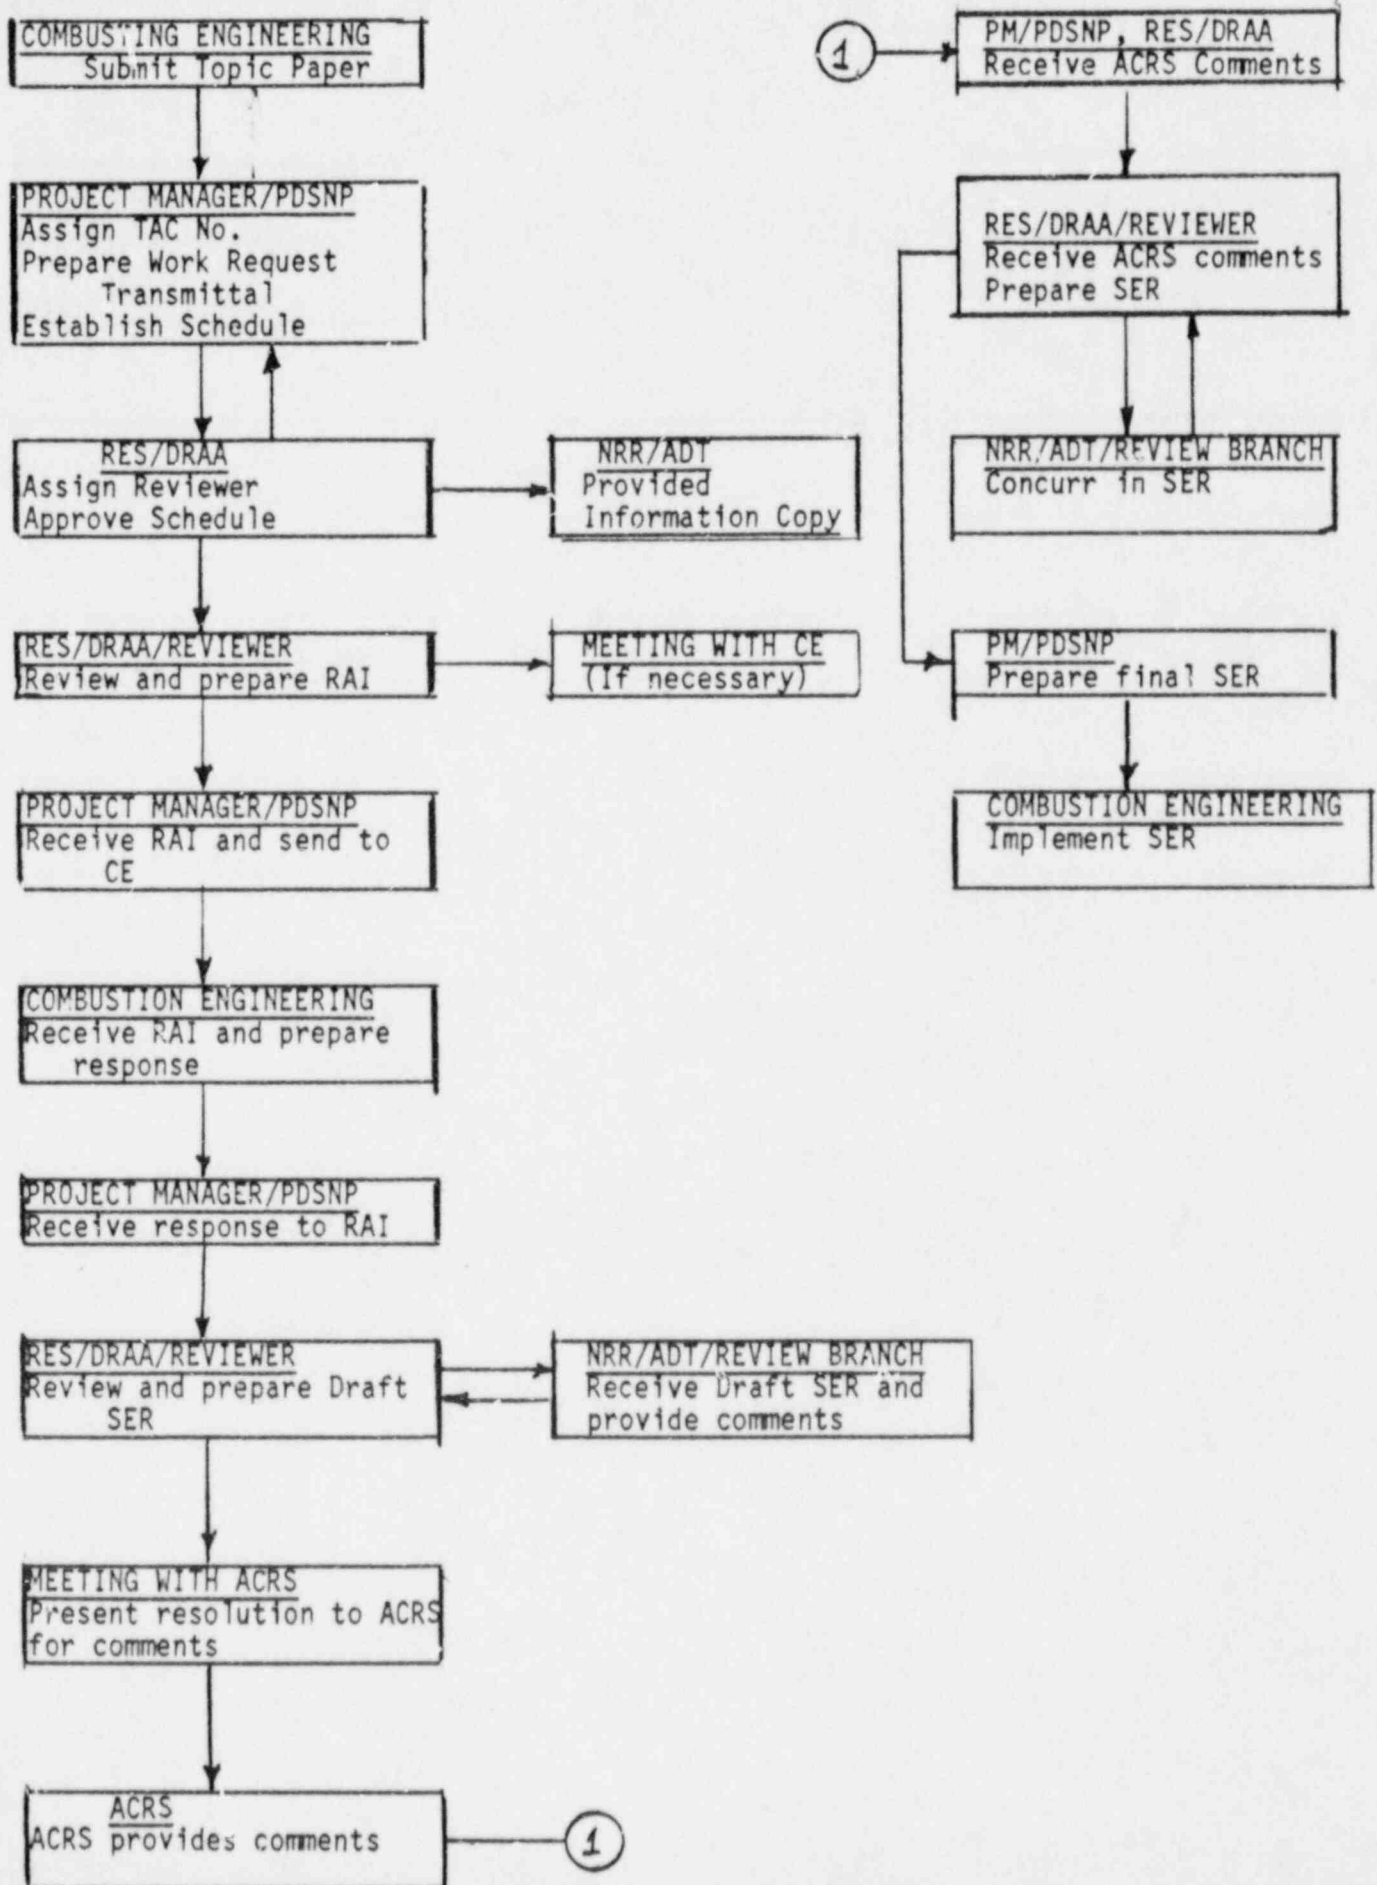 COMBUSTING ENGINEERING
Submit Topic Paper
PROJECT MANAGER/PDSNP
Assign TAC No.
Prepare Work Request
Transmittal
Establish Schedule
RES/DRAA
Assign Reviewer
Approve Schedule
NRR/ADT
Provided
Information Copy
RES/DRAA/REVIEWER
Review and prepare RAI
MEETING WITH CE
(If necessary)
PROJECT MANAGER/PDSNP
Receive RAI and send to
CE
COMBUSTION ENGINEERING
Receive RAI and prepare
response
PROJECT MANAGER/PDSNP
Receive response to RAI
RES/DRAA/REVIEWER
Review and prepare Draft
SER
NRR/ADT/REVIEW BRANCH
Receive Draft SER and
provide comments
MEETING WITH ACRS
Present resolution to ACRS
for comments
ACRS
ACRS provides comments
1
1
PM/PDSNP, RES/DRAA
Receive ACRS Comments
RES/DRAA/REVIEWER
Receive ACRS comments
Prepare SER
NRR/ADT/REVIEW BRANCH
Concurr in SER
PM/PDSNP
Prepare final SER
COMBUSTION ENGINEERING
Implement SER